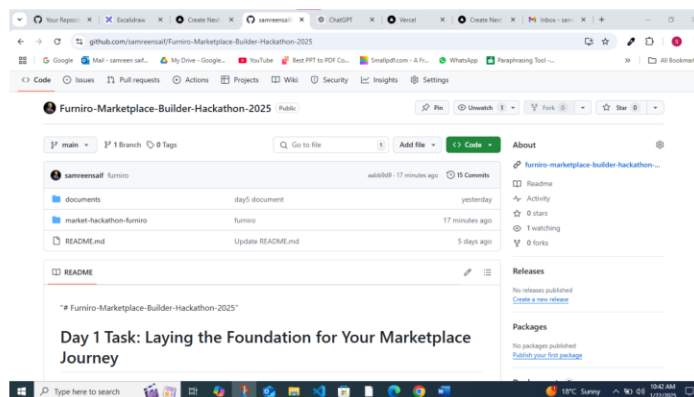 Your Reposit
Excalidraw
Create Next
samreensaif
ChatGPT
Vercel
Create Next
Inbox - sam
github.com/samreensaif/Furniro-Marketplace-Builder-Hackathon-2025
Google
Mail - samreen saif...
My Drive - Google...
YouTube
Best PPT to PDF Co...
Smallpdf.com - A Fr...
WhatsApp
Paraphrasing Tool -...
All Bookmar
Code
Issues
Pull requests
Actions
Projects
Wiki
Security
Insights
Settings
Furniro-Marketplace-Builder-Hackathon-2025 Public
Pin
Unwatch 1
Fork 0
Star 0
main
1 Branch
0 Tags
Go to file
Add file
Code
About
furniro-marketplace-builder-hackathon-...
samreensaif furniro
17 minutes ago
15 Commits
documents
day5 document
yesterday
market-hackathon-furniro
furniro
17 minutes ago
README.md
Update README.md
5 days ago
Readme
Activity
0 stars
1 watching
0 forks
README
Releases
No releases published
Create a new release
"# Furniro-Marketplace-Builder-Hackathon-2025"
Day 1 Task: Laying the Foundation for Your Marketplace
Journey
Packages
No packages published
Publish your first package
Type here to search
18°C Sunny
10:42 AM
1/22/2025